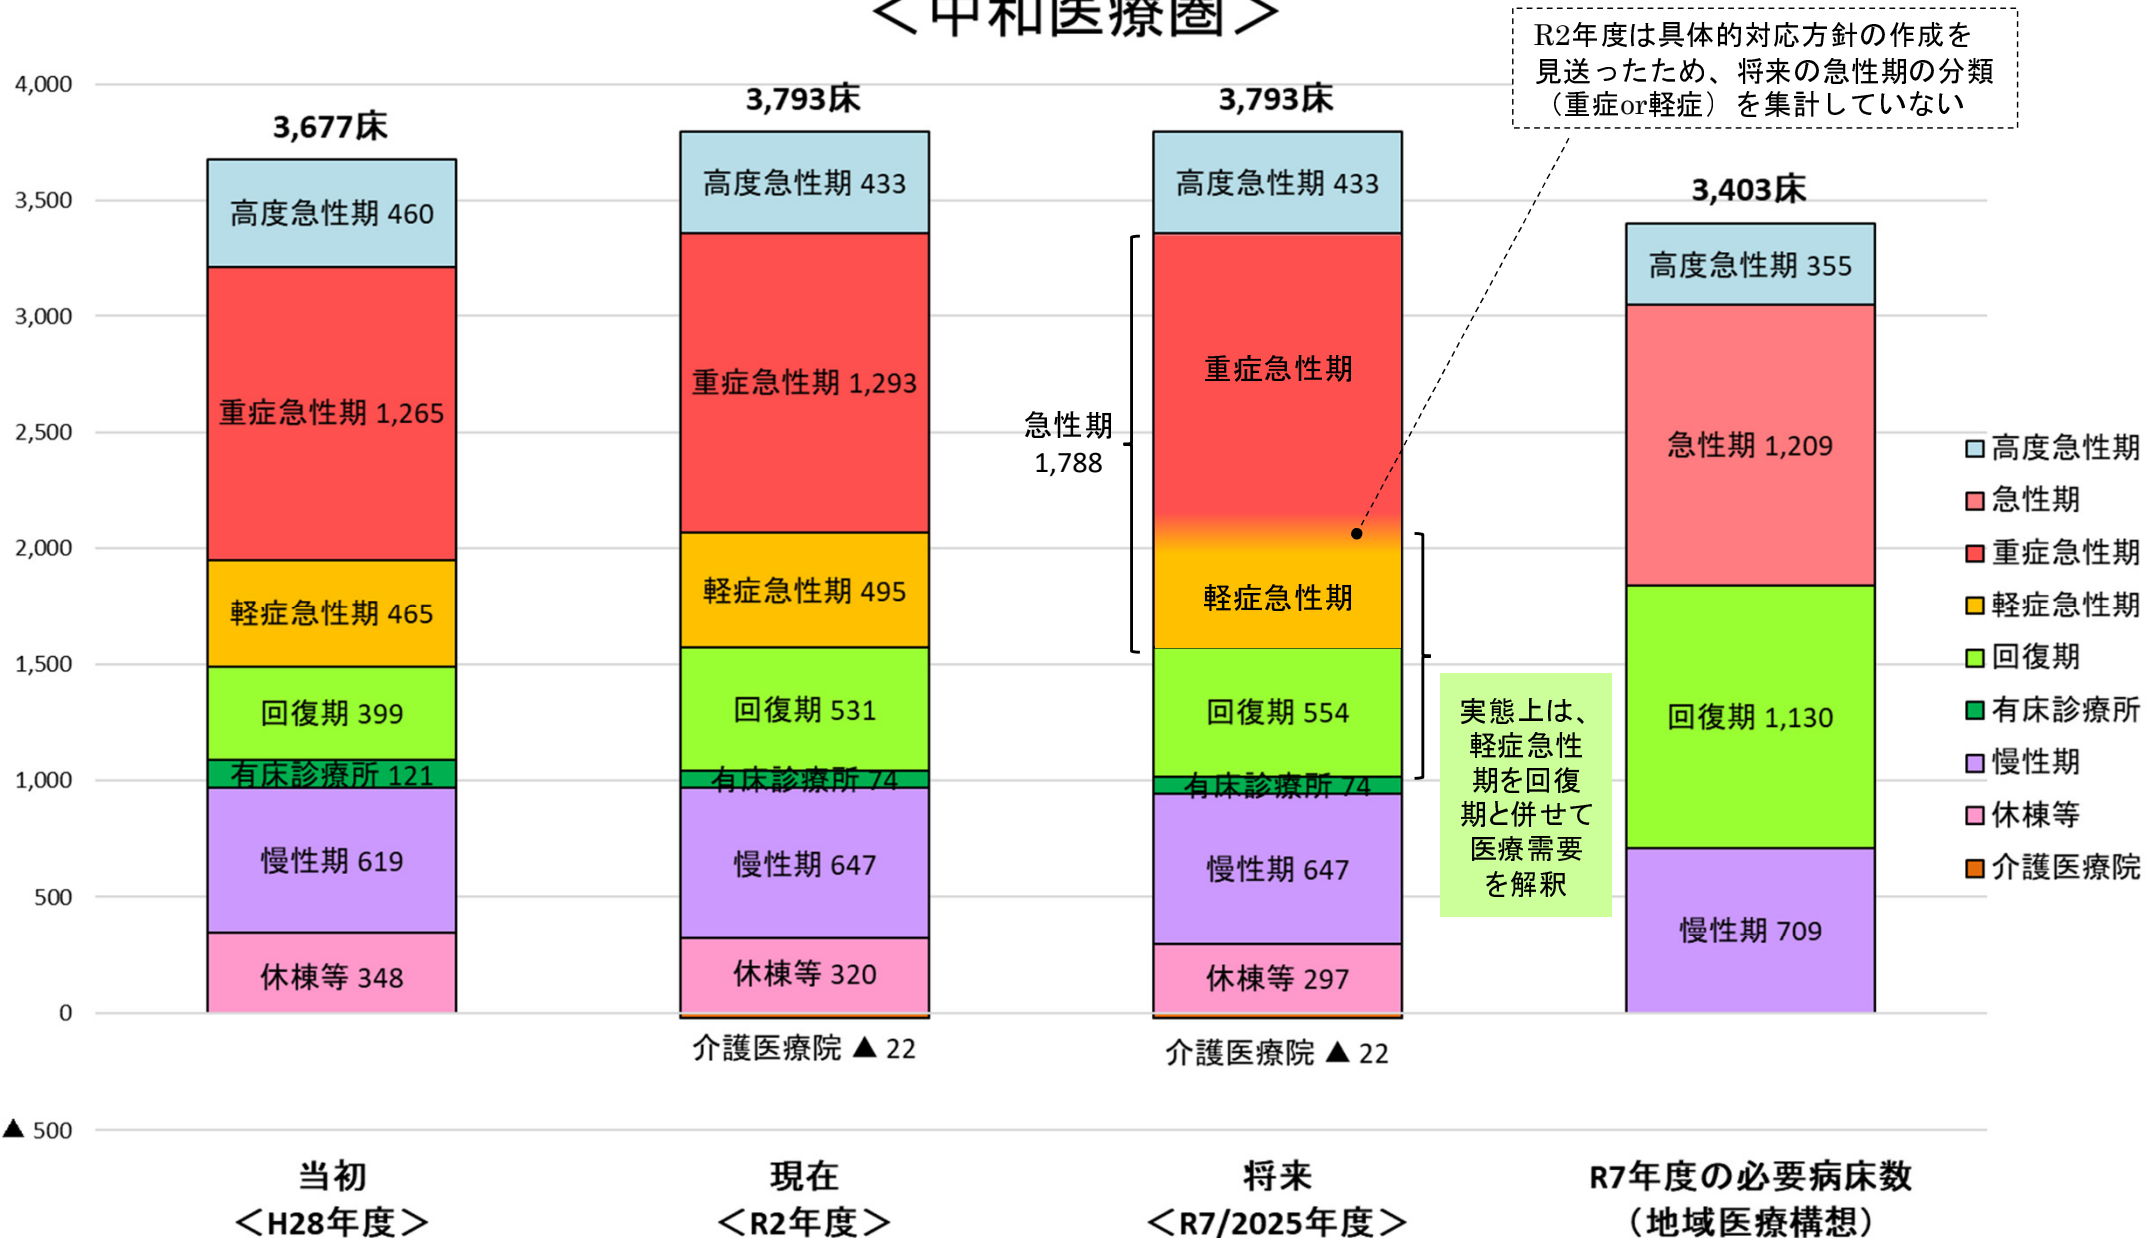 ＜中和医療圏＞
R2年度は具体的対応方針の作成を
見送ったため、将来の急性期の分類
（重症or軽症）を集計していない
4,000
3,500
3,000
2,500
2,000
1,500
1,000
500
0
▲ 500
3,677床
高度急性期 460
重症急性期 1,265
軽症急性期 465
回復期 399
有床診療所 121
慢性期 619
休棟等 348
当初
＜H28年度＞
3,793床
高度急性期 433
重症急性期 1,293
軽症急性期 495
回復期 531
有床診療所 74
慢性期 647
休棟等 320
介護医療院 ▲ 22
現在
＜R2年度＞
急性期
1,788
3,793床
高度急性期 433
重症急性期
軽症急性期
回復期 554
有床診療所 74
慢性期 647
休棟等 297
介護医療院 ▲ 22
将来
＜R7/2025年度＞
実態上は、
軽症急性
期を回復
期と併せて
医療需要
を解釈
3,403床
高度急性期 355
急性期 1,209
回復期 1,130
慢性期 709
R7年度の必要病床数
（地域医療構想）
高度急性期
急性期
重症急性期
軽症急性期
回復期
有床診療所
慢性期
休棟等
介護医療院